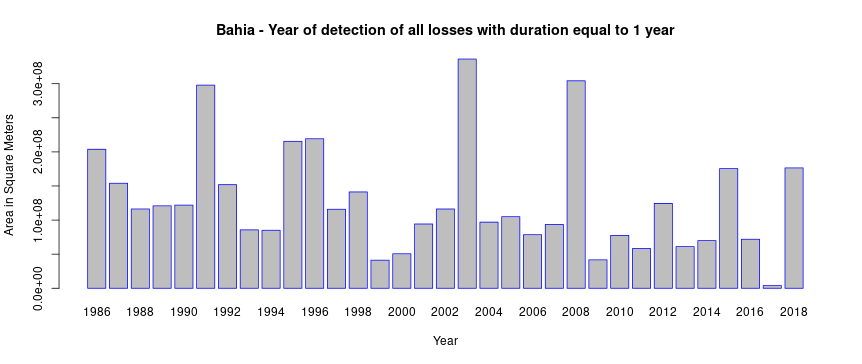 Bahia - Year of detection of all losses with duration equal to 1 year
Area in Square Meters
3.0e+08
2.0e+08
1.0e+08
0.0e+00
1986 1988 1990 1992 1994 1996 1998 2000 2002 2004 2006 2008 2010 2012 2014 2016 2018
Year